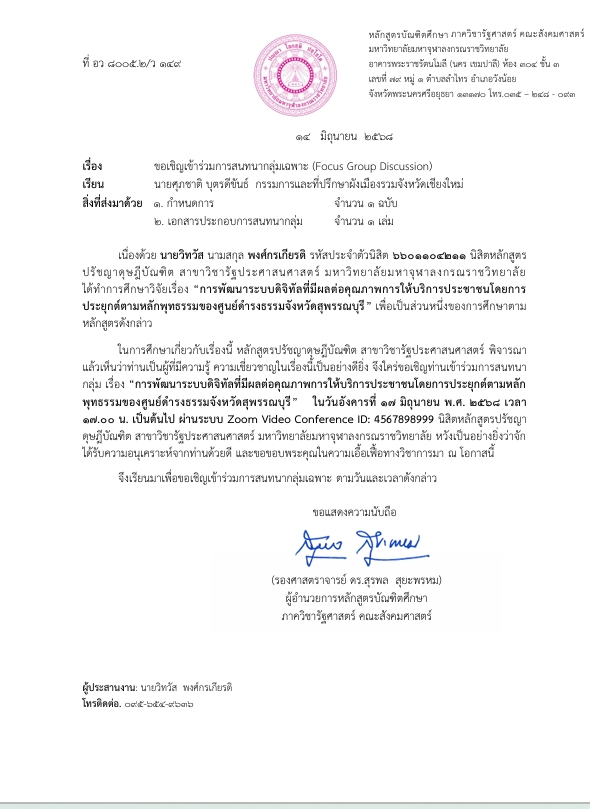 หลักสูตรบัณฑิตศึกษา ภาควิชารัฐศาสตร์ คณะสังคมศาสตร์
มหาวิทยาลัยมหาจุฬาลงกรณราชวิทยาลัย
อาคารพระราชรัตนโมลี (นคร เขมปาลี) ห้อง ๓๐๔ ชั้น ๓
เลขที่ ๗๙ หมู่ ๑ ตำบลลำไทร อำเภอวังน้อย
จังหวัดพระนครศรีอยุธยา ๑๓๑๗๐ โทร.๐๓๕ – ๒๔๘ - ๐๙๓
ที่ อว ๘๐๐๕.๒/ว ๑๔๙
๑๔ มิถุนายน ๒๕๖๘
เรื่อง ขอเชิญเข้าร่วมการสนทนากลุ่มเฉพาะ (Focus Group Discussion)
เรียน นายศุภชาติ บุตรดีขันธ์ กรรมการและที่ปรึกษาผังเมืองรวมจังหวัดเชียงใหม่
สิ่งที่ส่งมาด้วย ๑. กำหนดการ จำนวน ๑ ฉบับ
๒. เอกสารประกอบการสนทนากลุ่ม จำนวน ๑ เล่ม
เนื่องด้วย นายวิทวัส นามสกุล พงศ์กรเกียรติ รหัสประจำตัวนิสิต ๖๖๐๑๑๐๔๒๑๑ นิสิตหลักสูตร
ปรัชญาดุษฎีบัณฑิต สาขาวิชารัฐประศาสนศาสตร์ มหาวิทยาลัยมหาจุฬาลงกรณราชวิทยาลัย
ได้ทำการศึกษาวิจัยเรื่อง “การพัฒนาระบบดิจิทัลที่มีผลต่อคุณภาพการให้บริการประชาชนโดยการ
ประยุกต์ตามหลักพุทธรรมของศูนย์ดำรงธรรมจังหวัดสุพรรณบุรี” เพื่อเป็นส่วนหนึ่งของการศึกษาตาม
หลักสูตรดังกล่าว
ในการศึกษาเกี่ยวกับเรื่องนี้ หลักสูตรปรัชญาดุษฎีบัณฑิต สาขาวิชารัฐประศาสนศาสตร์ พิจารณา
แล้วเห็นว่าท่านเป็นผู้ที่มีความรู้ ความเชี่ยวชาญในเรื่องนี้เป็นอย่างดียิ่ง จึงใคร่ขอเชิญท่านเข้าร่วมการสนทนา
กลุ่ม เรื่อง “การพัฒนาระบบดิจิทัลที่มีผลต่อคุณภาพการให้บริการประชาชนโดยการประยุกต์ตามหลัก
พุทธรรมของศูนย์ดำรงธรรมจังหวัดสุพรรณบุรี” ในวันอังคารที่ ๑๗ มิถุนายน พ.ศ. ๒๕๖๘ เวลา
๑๗.๐๐ น. เป็นต้นไป ผ่านระบบ Zoom Video Conference ID: 4567898999 นิสิตหลักสูตรปรัชญา
ดุษฎีบัณฑิต สาขาวิชารัฐประศาสนศาสตร์ มหาวิทยาลัยมหาจุฬาลงกรณราชวิทยาลัย หวังเป็นอย่างยิ่งว่าจัก
ได้รับความอนุเคราะห์จากท่านด้วยดี และขอขอบพระคุณในความเอื้อเฟื้อทางวิชาการมา ณ โอกาสนี้
จึงเรียนมาเพื่อขอเชิญเข้าร่วมการสนทนากลุ่มเฉพาะ ตามวันและเวลาดังกล่าว
ขอแสดงความนับถือ
(รองศาสตราจารย์ ดร.สุรพล สุยะพรหม)
ผู้อำนวยการหลักสูตรบัณฑิตศึกษา
ภาควิชารัฐศาสตร์ คณะสังคมศาสตร์
ผู้ประสานงาน: นายวิทวัส พงศ์กรเกียรติ
โทรติดต่อ. ๐๙๕-๖๕๔-๙๖๓๖